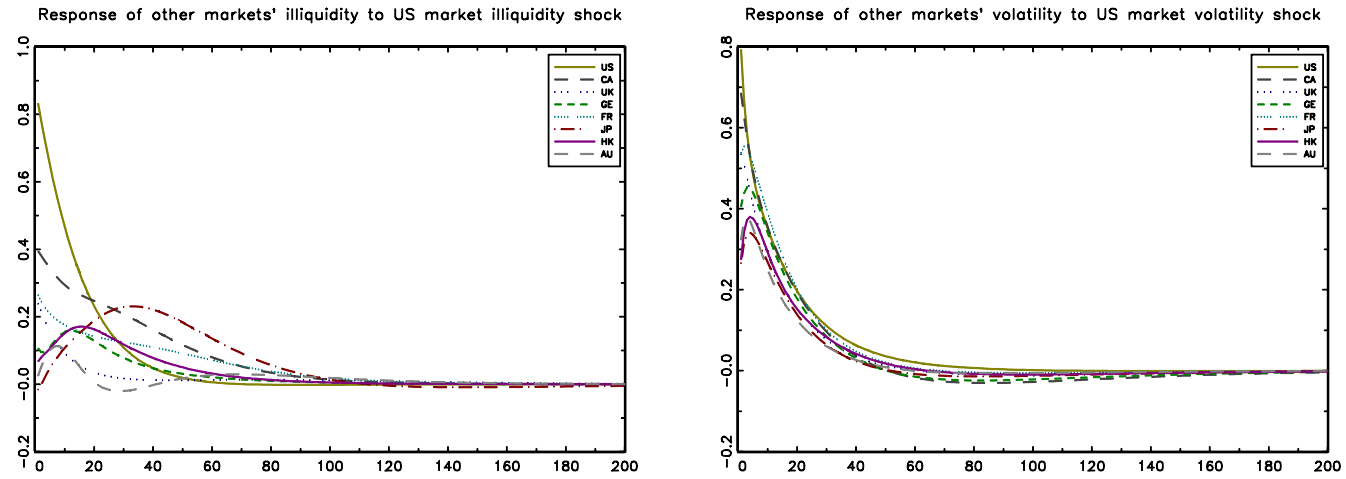 Response of other markets' illiquidity to US market illiquidity shock
1.0
0.8
0.6
0.4
0.2
-0.0
-0.2
0 20 40 60 80 100 120 140 160 180 200
US
CA
UK
GE
FR
JP
HK
AU
Response of other markets' volatility to US market volatility shock
0.8
0.6
0.4
0.2
-0.0
-0.2
0 20 40 60 80 100 120 140 160 180 200
US
CA
UK
GE
FR
JP
HK
AU